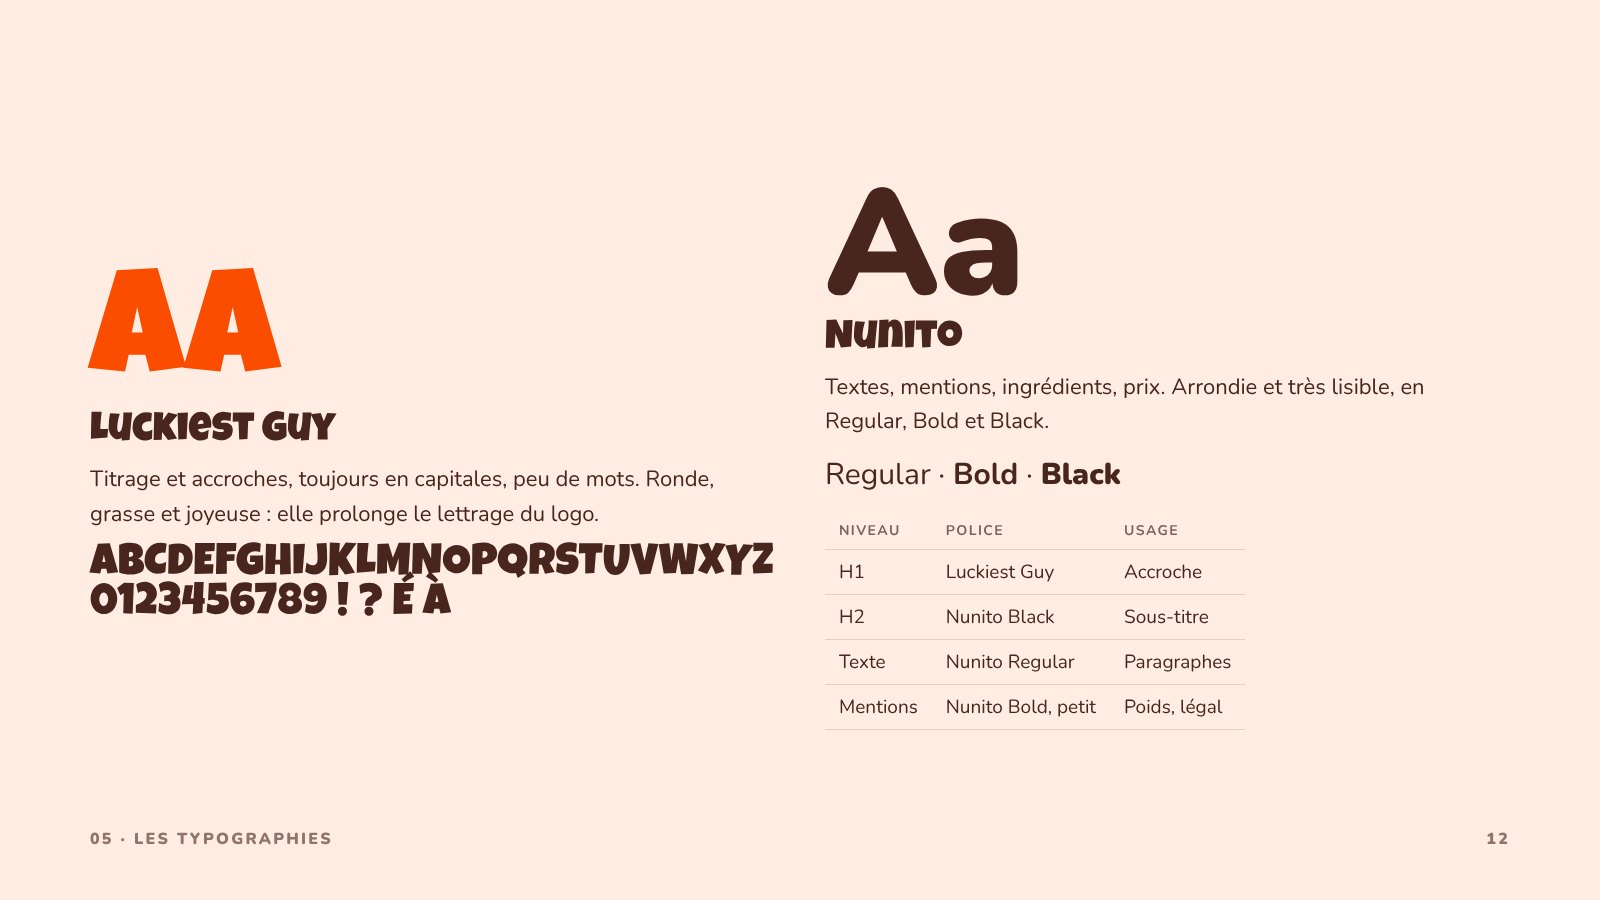 AA
Luckiest Guy
Titrage et accroches, toujours en capitales, peu de mots. Ronde,
grasse et joyeuse : elle prolonge le lettrage du logo.
ABCDEFGHIJKLMNOPQRSTUVWXYZ
0123456789 ! ? É À
Aa
Nunito
Textes, mentions, ingrédients, prix. Arrondie et très lisible, en
Regular, Bold et Black.
Regular · Bold · Black
NIVEAU POLICE USAGE
H1 Luckiest Guy Accroche
H2 Nunito Black Sous-titre
Texte Nunito Regular Paragraphes
Mentions Nunito Bold, petit Poids, légal
05 · LES TYPOGRAPHIES
12